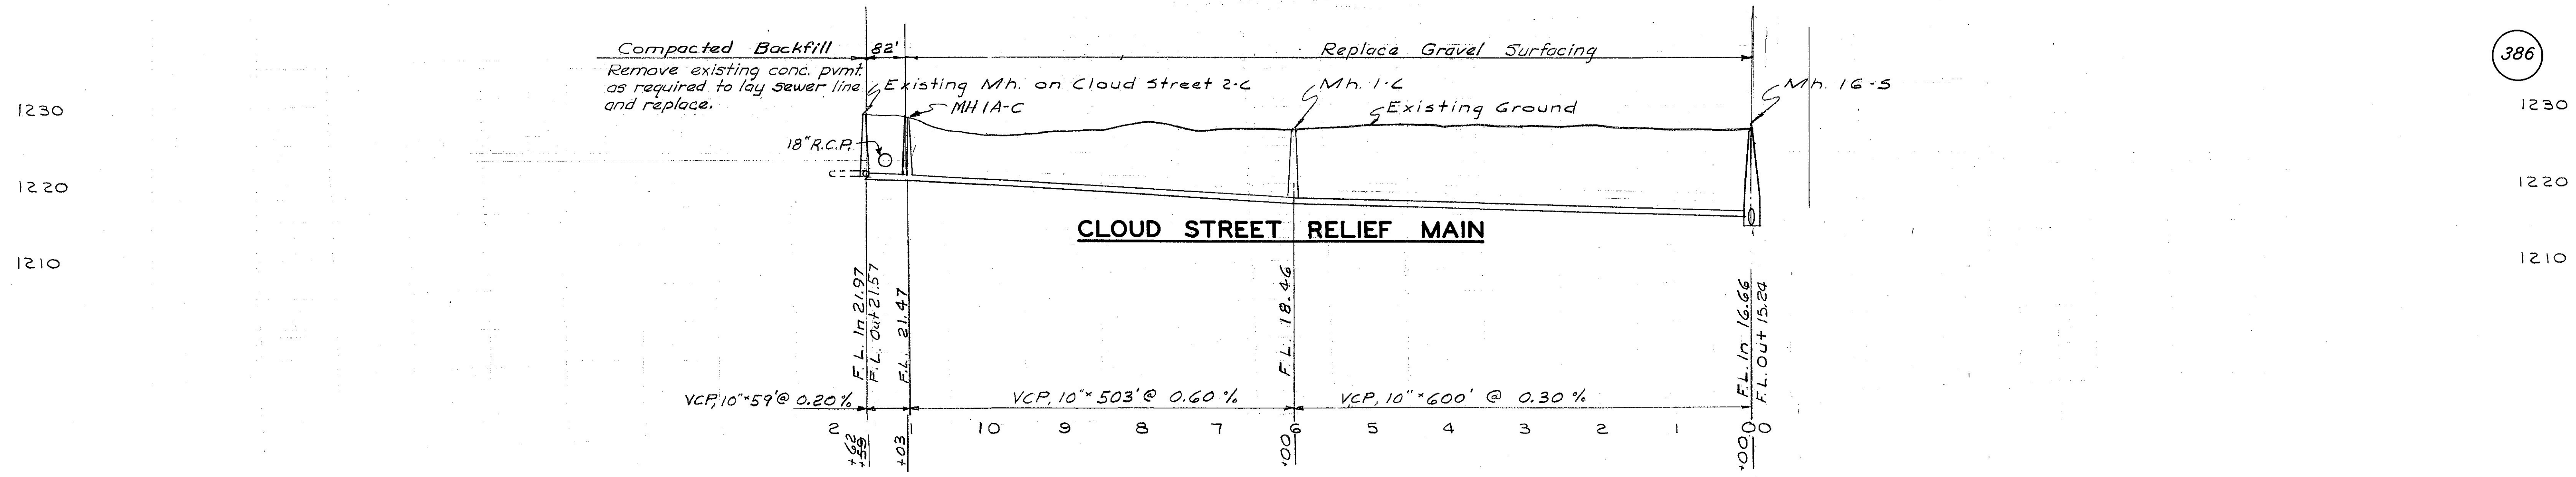 Compacted Backfill 82' Replace Gravel Surfacing
386
Remove existing conc. pvmt.
as required to lay sewer line
and replace.
Existing Mh. on Cloud Street 2-C
Mh. 1-C
Mh. 16-S
MH 1A-C
Existing Ground
1230
1230
18" R.C.P.
1220
1220
CLOUD STREET RELIEF MAIN
1210
1210
F.L. In 21.97
F.L. Out 21.57
F.L. 21.47
F.L. 18.46
F.L. In 16.66
F.L. Out 15.24
VCP, 10" x 59' @ 0.20 %
VCP, 10" x 503' @ 0.60 %
VCP, 10" x 600' @ 0.30 %
2 1 10 9 8 7 6 5 4 3 2 1 0 0
+62
+59
+03
+00
+00